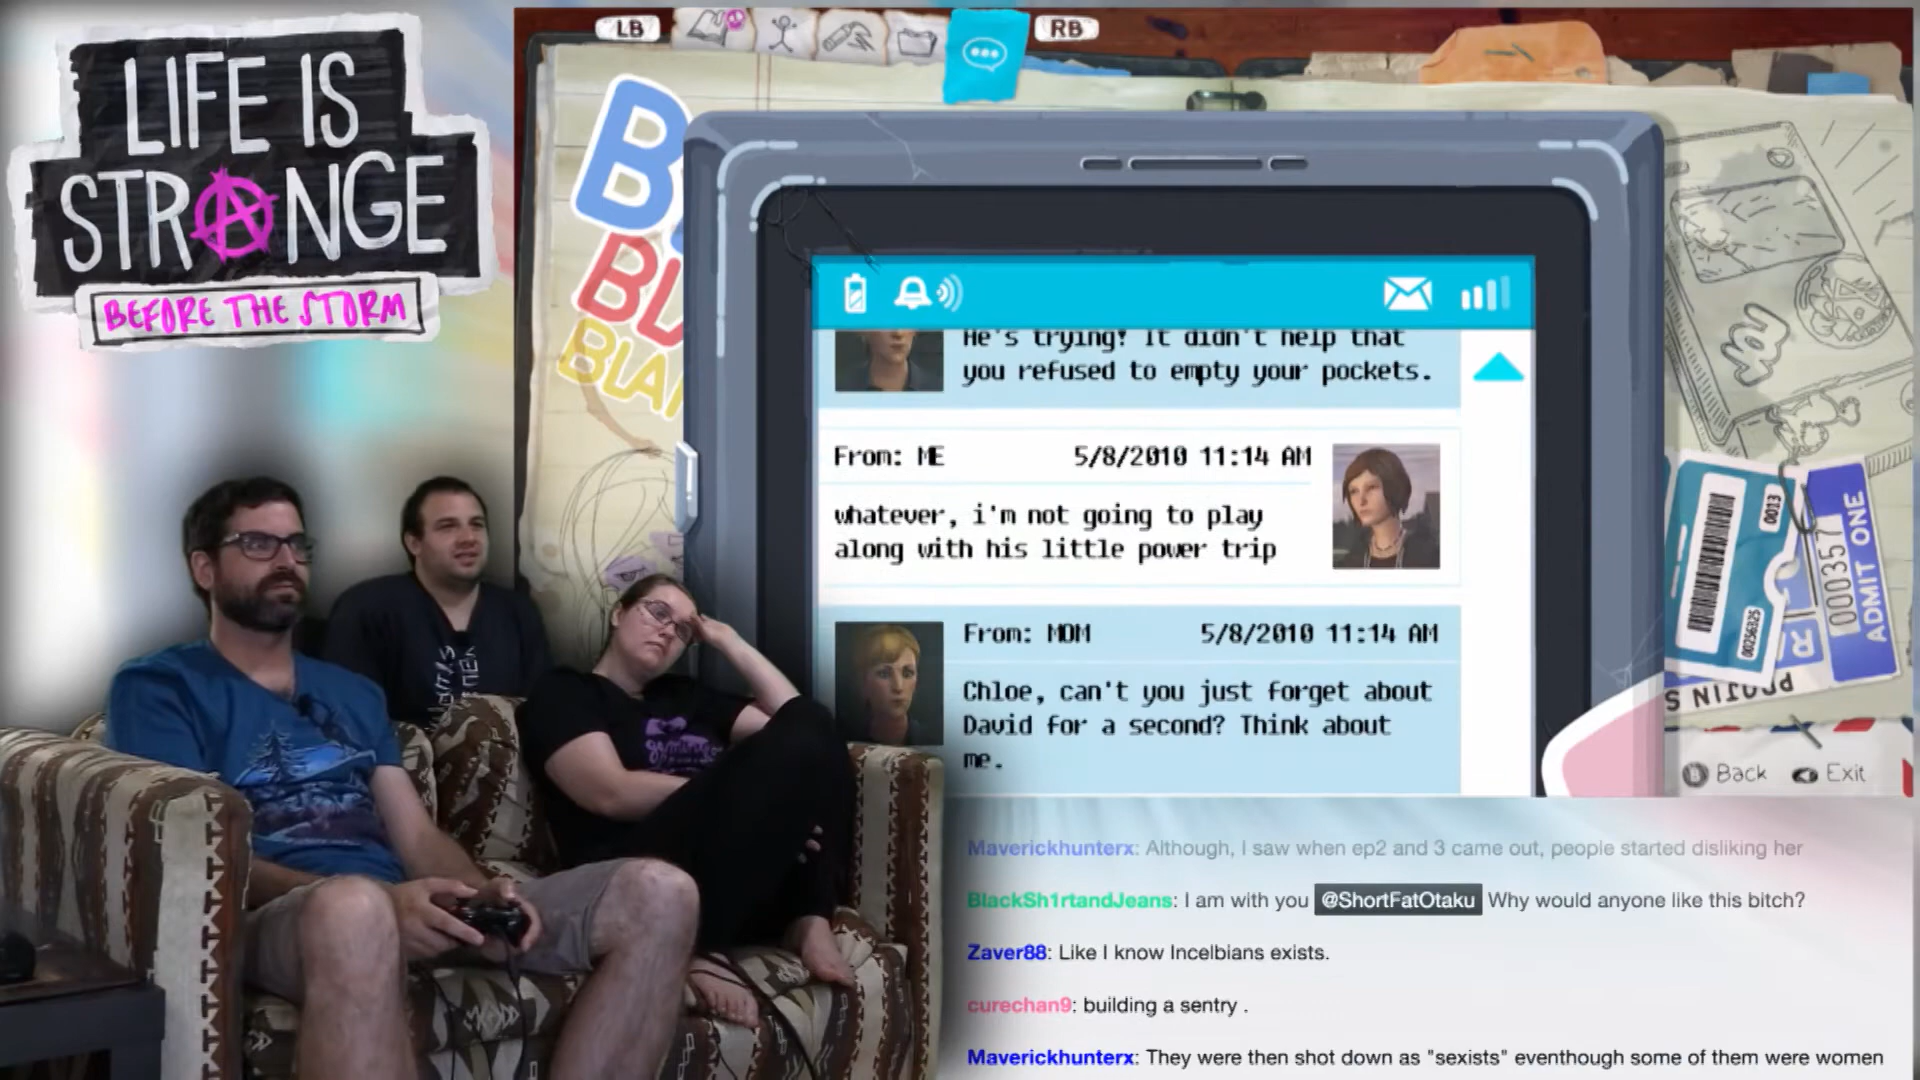 LIFE IS
STRANGE
BEFORE THE STORM
LB
RB
B
BL
BLA
He's trying! It didn't help that
you refused to empty your pockets.
From: ME 5/8/2010 11:14 AM
whatever, i'm not going to play
along with his little power trip
From: MOM 5/8/2010 11:14 AM
Chloe, can't you just forget about
David for a second? Think about
me.
0013
00256325
000357
ADMIT ONE
R
Back
Exit
Maverickhunterx: Although, I saw when ep2 and 3 came out, people started disliking her
BlackSh1rtandJeans: I am with you @ShortFatOtaku Why would anyone like this bitch?
Zaver88: Like I know Incelbians exists.
curechan9: building a sentry .
Maverickhunterx: They were then shot down as "sexists" eventhough some of them were women